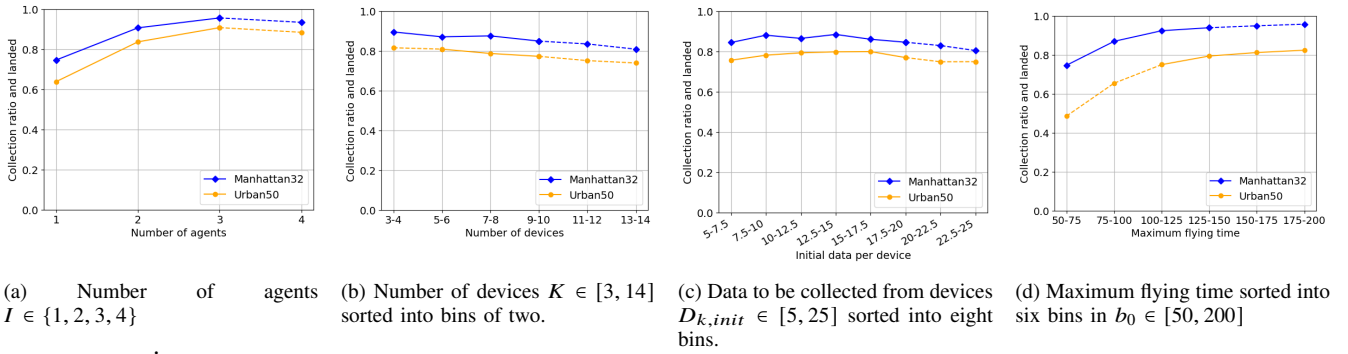 Collection ratio and landed
1.0
0.8
0.6
0.4
0.2
0.0
Manhattan32
Urban50
1 2 3 4
Number of agents
Collection ratio and landed
1.0
0.8
0.6
0.4
0.2
0.0
Manhattan32
Urban50
3-4 5-6 7-8 9-10 11-12 13-14
Number of devices
Collection ratio and landed
1.0
0.8
0.6
0.4
0.2
0.0
Manhattan32
Urban50
5-7.5 7.5-10 10-12.5 12.5-15 15-17.5 17.5-20 20-22.5 22.5-25
Initial data per device
Collection ratio and landed
1.0
0.8
0.6
0.4
0.2
0.0
Manhattan32
Urban50
50-75 75-100 100-125 125-150 150-175 175-200
Maximum flying time
(a) Number of agents
I ∈ {1, 2, 3, 4}
(b) Number of devices K ∈ [3, 14]
sorted into bins of two.
(c) Data to be collected from devices
D_{k,init} ∈ [5, 25] sorted into eight
bins.
(d) Maximum flying time sorted into
six bins in b_0 ∈ [50, 200]